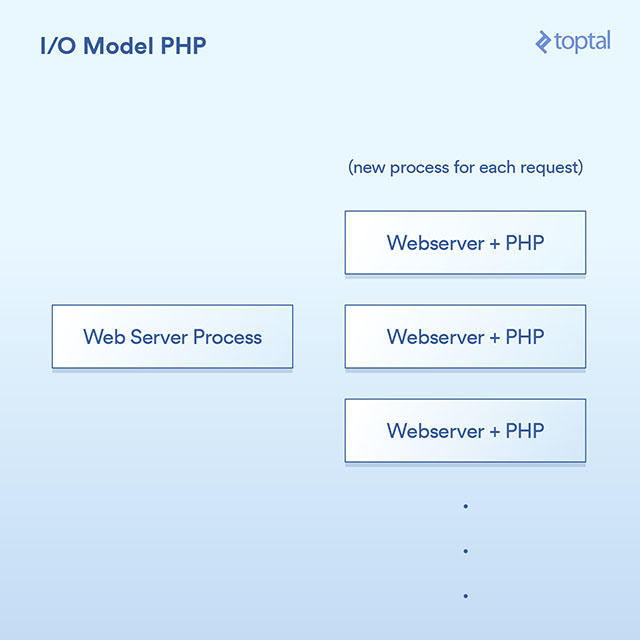 I/O Model PHP
toptal
(new process for each request)
Webserver + PHP
Web Server Process
Webserver + PHP
Webserver + PHP